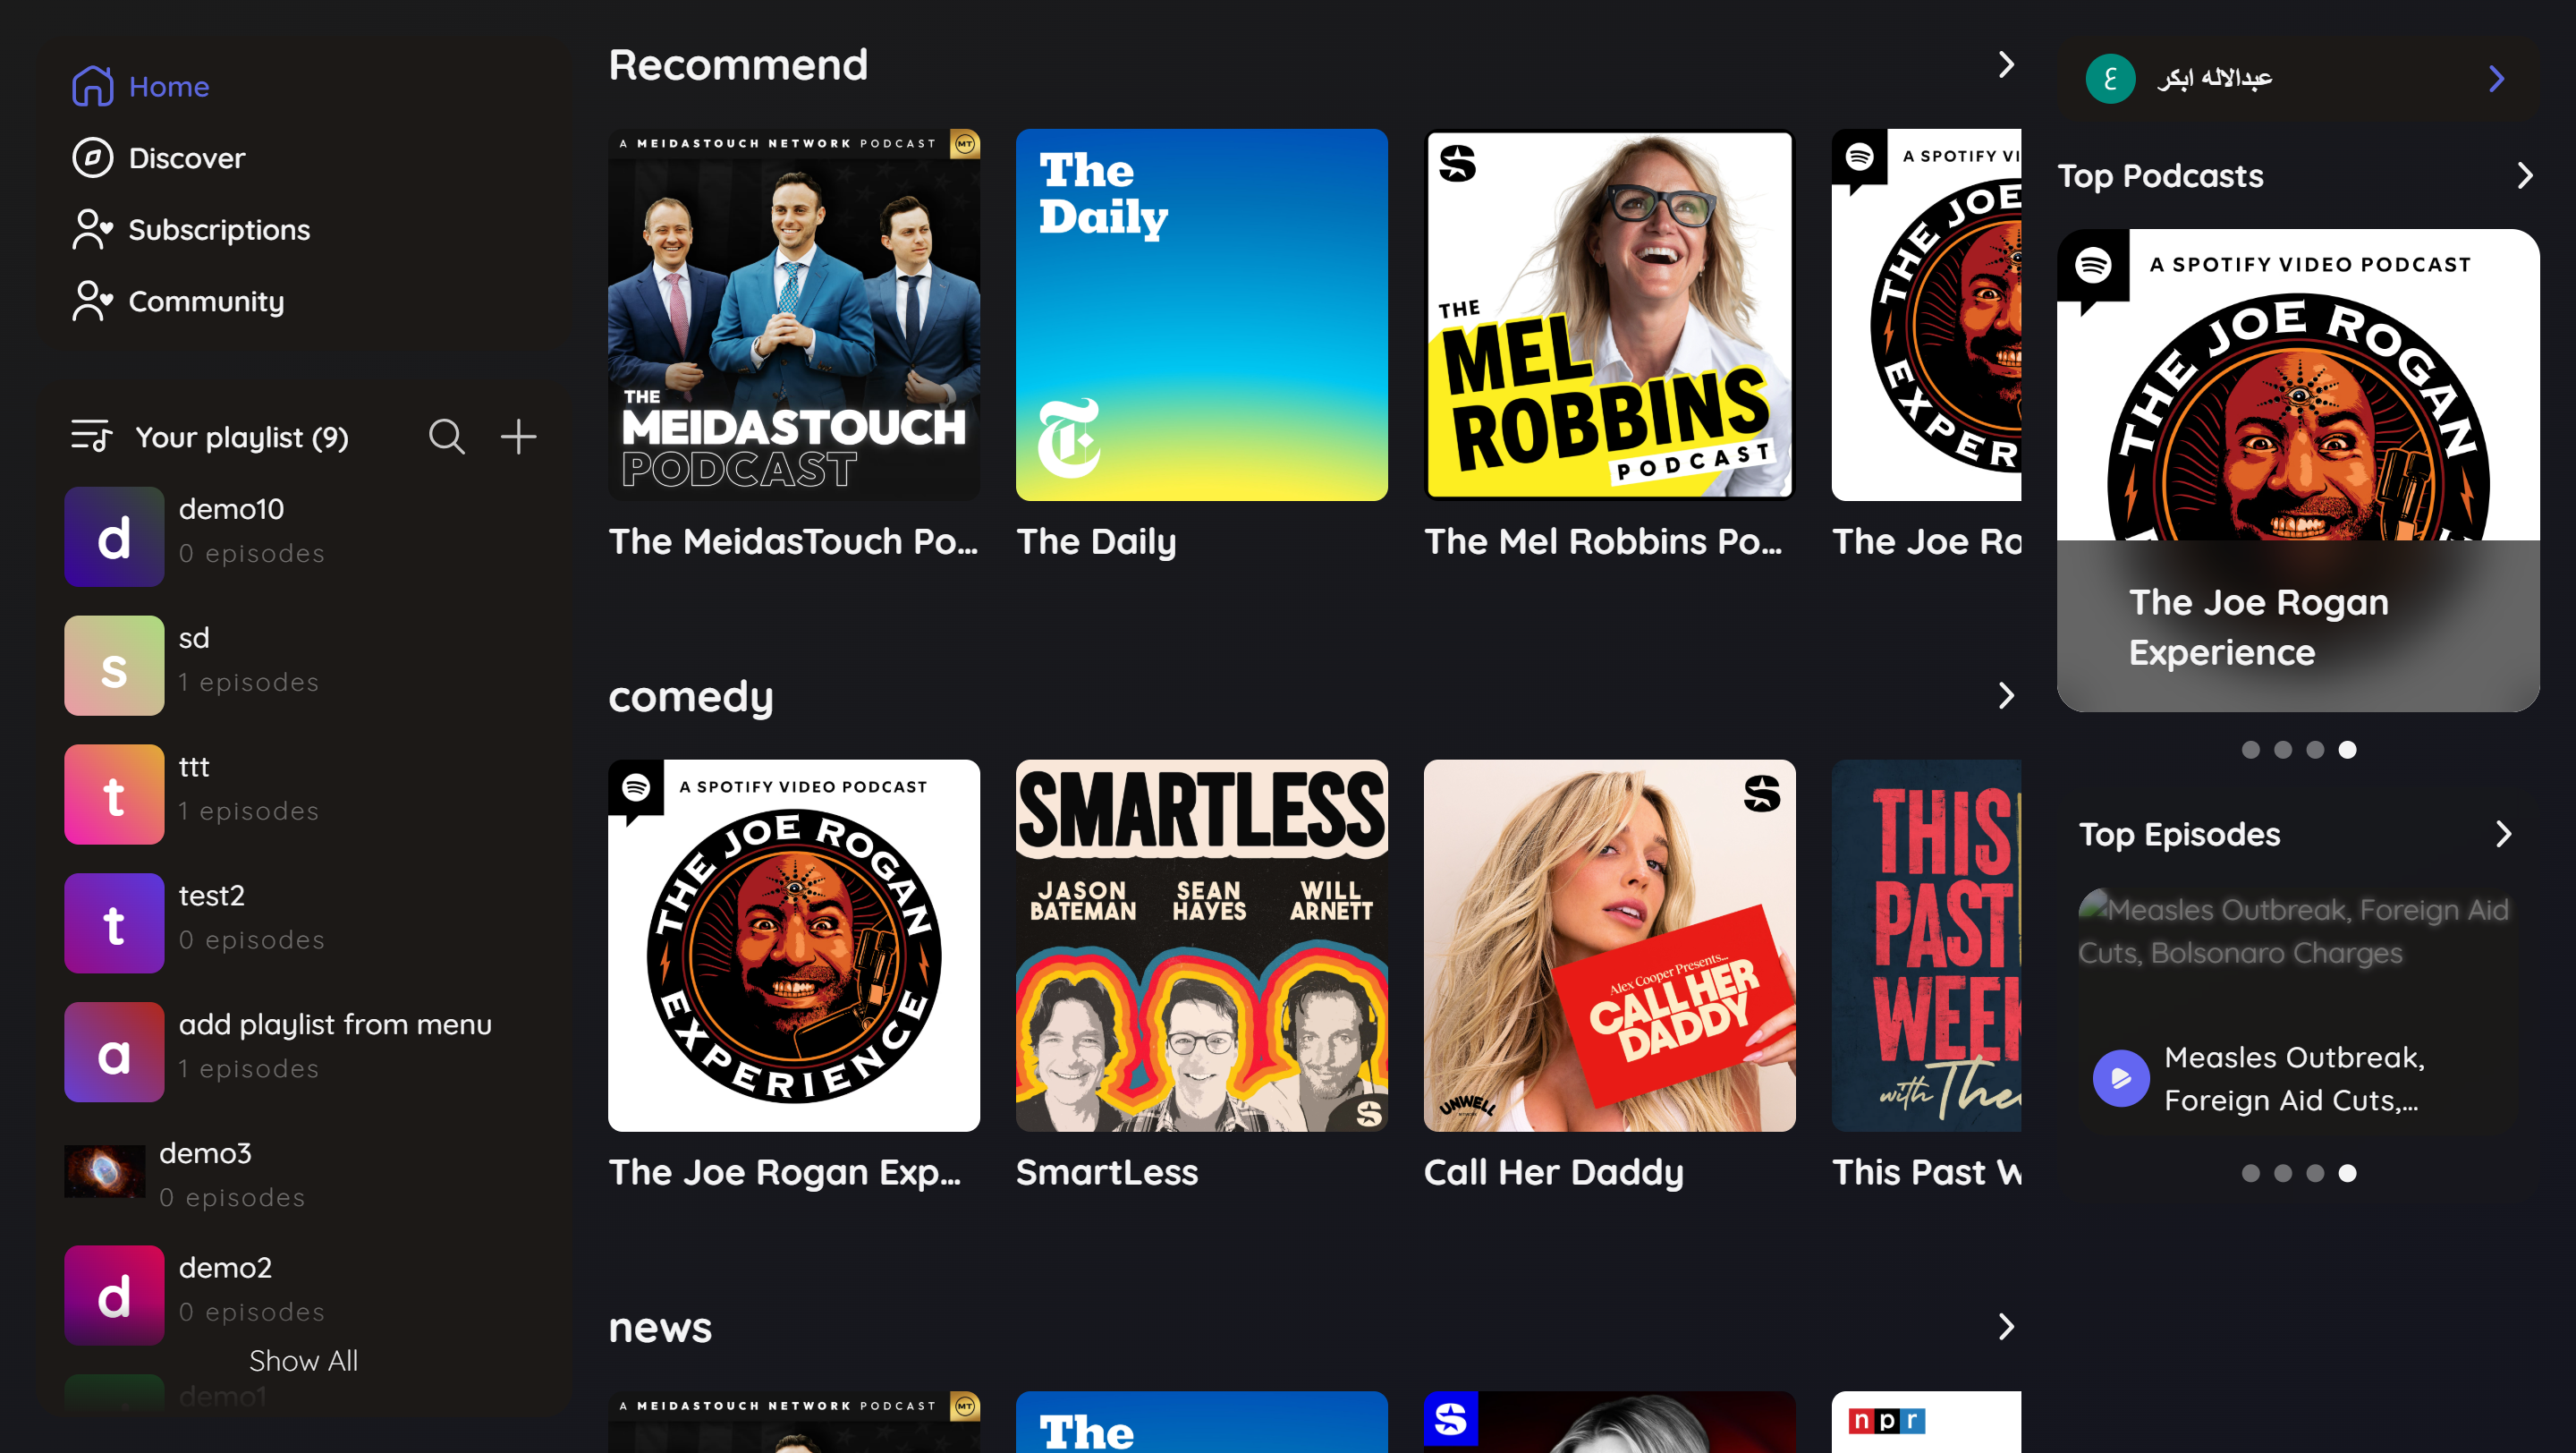 Home
Discover
Subscriptions
Community
Your playlist (9)
d
demo10
0 episodes
s
sd
1 episodes
t
ttt
1 episodes
t
test2
0 episodes
a
add playlist from menu
1 episodes
demo3
0 episodes
d
demo2
0 episodes
Show All
demo1
Recommend
A MEIDASTOUCH NETWORK PODCAST
MT
THE
MEIDASTOUCH
PODCAST
The MeidasTouch Po...
The
Daily
The Daily
THE
MEL
ROBBINS
PODCAST
The Mel Robbins Po...
A SPOTIFY VI
THE JOE
EXPER
The Joe Ro
comedy
A SPOTIFY VIDEO PODCAST
THE JOE ROGAN
EXPERIENCE
The Joe Rogan Exp...
SMARTLESS
JASON BATEMAN
SEAN HAYES
WILL ARNETT
S
SmartLess
S
Alex Cooper Presents...
CALL HER
DADDY
UNWELL
Call Her Daddy
THIS
PAST
WEEK
with Theo
This Past W
news
A MEIDASTOUCH NETWORK PODCAST
MT
The
S
npr
ع
عبدالاله ابكر
Top Podcasts
A SPOTIFY VIDEO PODCAST
THE JOE ROGAN
The Joe Rogan
Experience
Top Episodes
Measles Outbreak, Foreign Aid
Cuts, Bolsonaro Charges
Measles Outbreak,
Foreign Aid Cuts,...